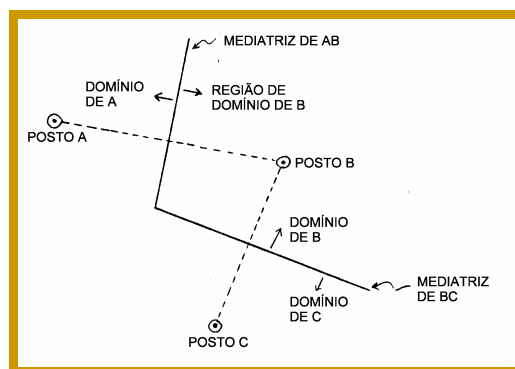 MEDIATRIZ DE AB
DOMÍNIO
DE A
REGIÃO DE
DOMÍNIO DE B
POSTO A
POSTO B
DOMÍNIO
DE B
MEDIATRIZ
DE BC
DOMÍNIO
DE C
POSTO C